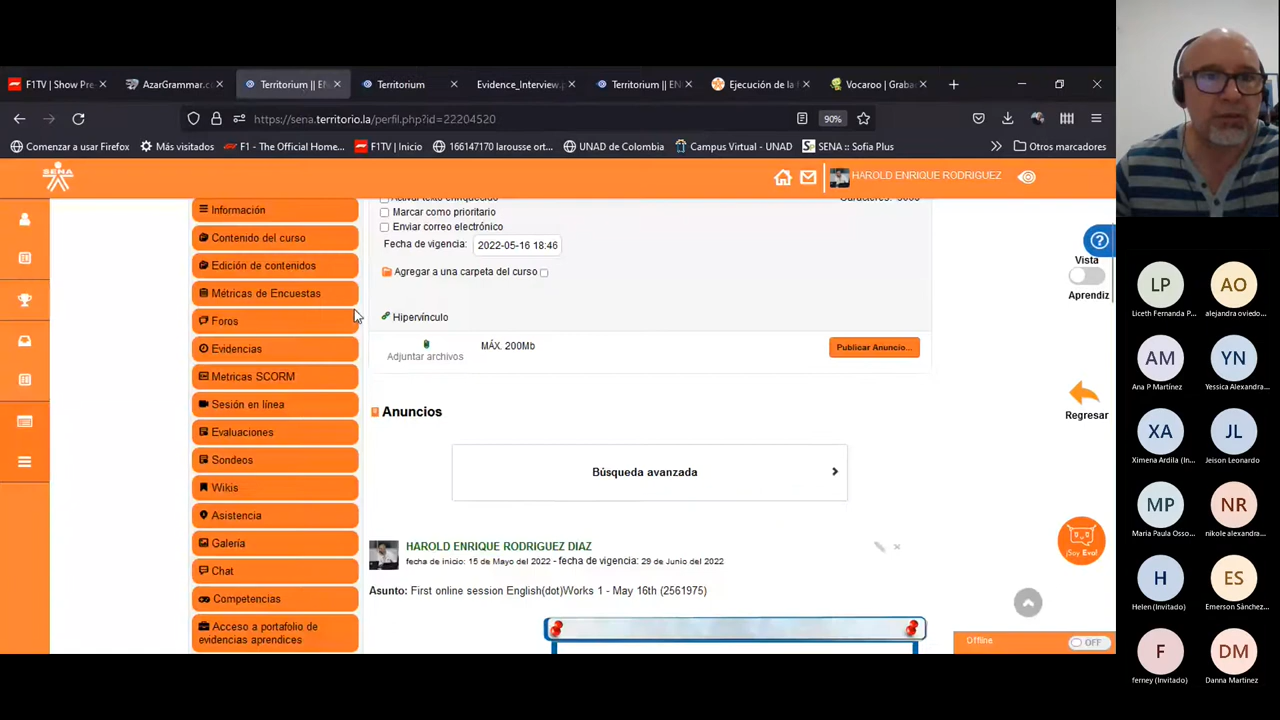 F1TV | Show Pre-
AzarGrammar.c
Territorium || EN
Territorium
Evidence_Interview.
Territorium || EN
Ejecución de la
Vocaroo | Graba
https://sena.territorio.la/perfil.php?id=22204520
90%
Comenzar a usar Firefox
Más visitados
F1 - The Official Home...
F1TV | Inicio
166147170 larousse ort...
UNAD de Colombia
Campus Virtual - UNAD
SENA :: Sofia Plus
Otros marcadores
SENA
HAROLD ENRIQUE RODRIGUEZ
Información
Contenido del curso
Edición de contenidos
Métricas de Encuestas
Foros
Evidencias
Metricas SCORM
Sesión en línea
Evaluaciones
Sondeos
Wikis
Asistencia
Galería
Chat
Competencias
Acceso a portafolio de
evidencias aprendices
Marcar como prioritario
Enviar correo electrónico
Fecha de vigencia: 2022-05-16 18:46
Agregar a una carpeta del curso
Hipervínculo
Adjuntar archivos
MÁX. 200Mb
Publicar Anuncio...
Anuncios
Búsqueda avanzada
HAROLD ENRIQUE RODRIGUEZ DIAZ
fecha de inicio: 15 de Mayo del 2022 - fecha de vigencia: 29 de Junio del 2022
Asunto: First online session English(dot)Works 1 - May 16th (2561975)
Vista
Aprendiz
Regresar
¡Soy Eva!
Offline
OFF
LP
Liceth Fernanda P...
AO
alejandra oviedo...
AM
Ana P Martínez
YN
Yessica Alexandra...
XA
Ximena Ardila (In...
JL
Jeison Leonardo
MP
Maria Paula Osso...
NR
nikole alexandra...
H
Helen (Invitado)
ES
Emerson Sánchez...
F
ferney (Invitado)
DM
Danna Martinez